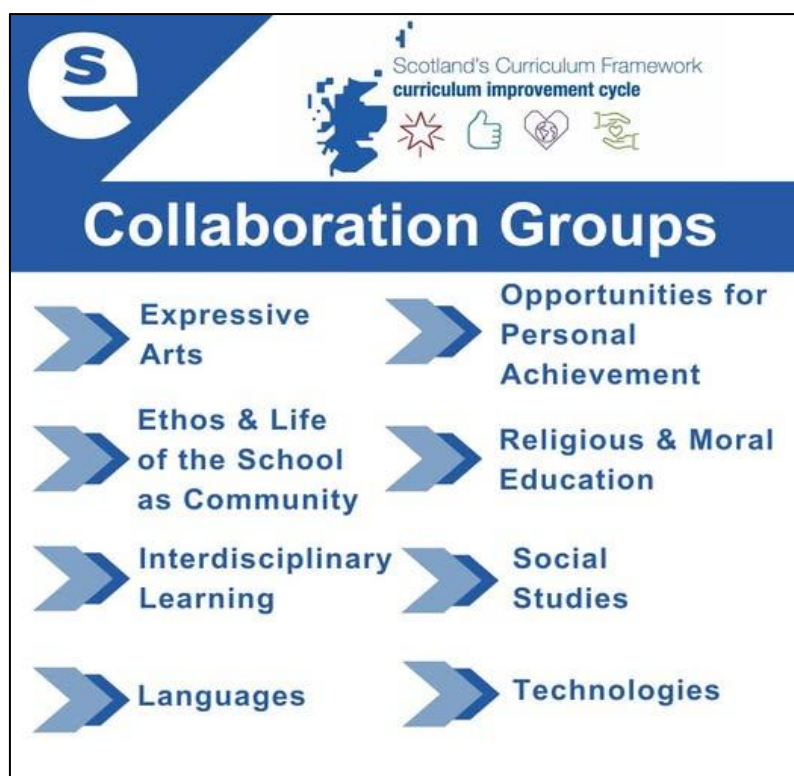 es
Scotland's Curriculum Framework
curriculum improvement cycle
Collaboration Groups
Expressive
Arts
Ethos & Life
of the School
as Community
Interdisciplinary
Learning
Languages
Opportunities for
Personal
Achievement
Religious & Moral
Education
Social
Studies
Technologies